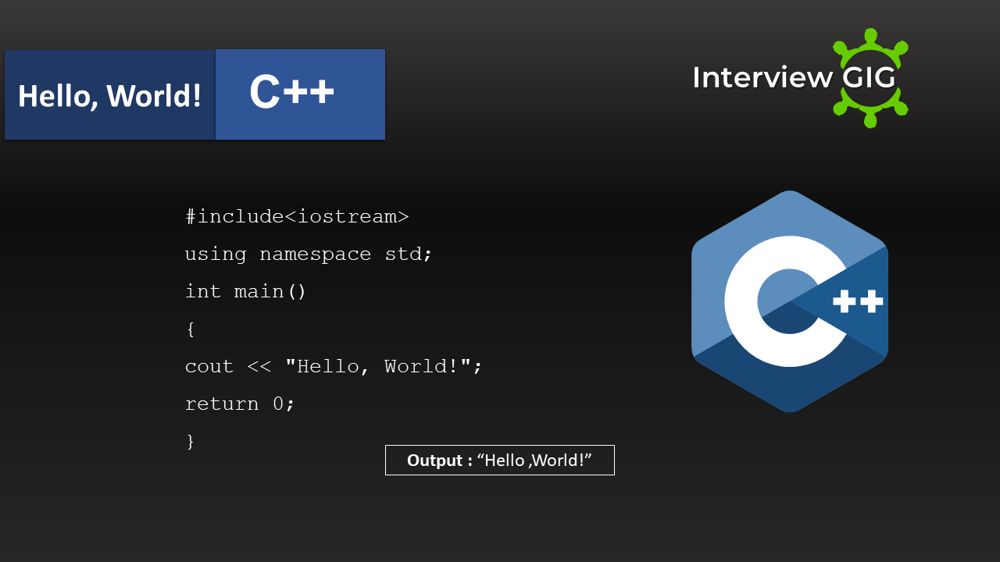 Hello, World!
C++
Interview GIG
#include<iostream>
using namespace std;
int main()
{
cout << "Hello, World!";
return 0;
}
C++
Output : “Hello ,World!”